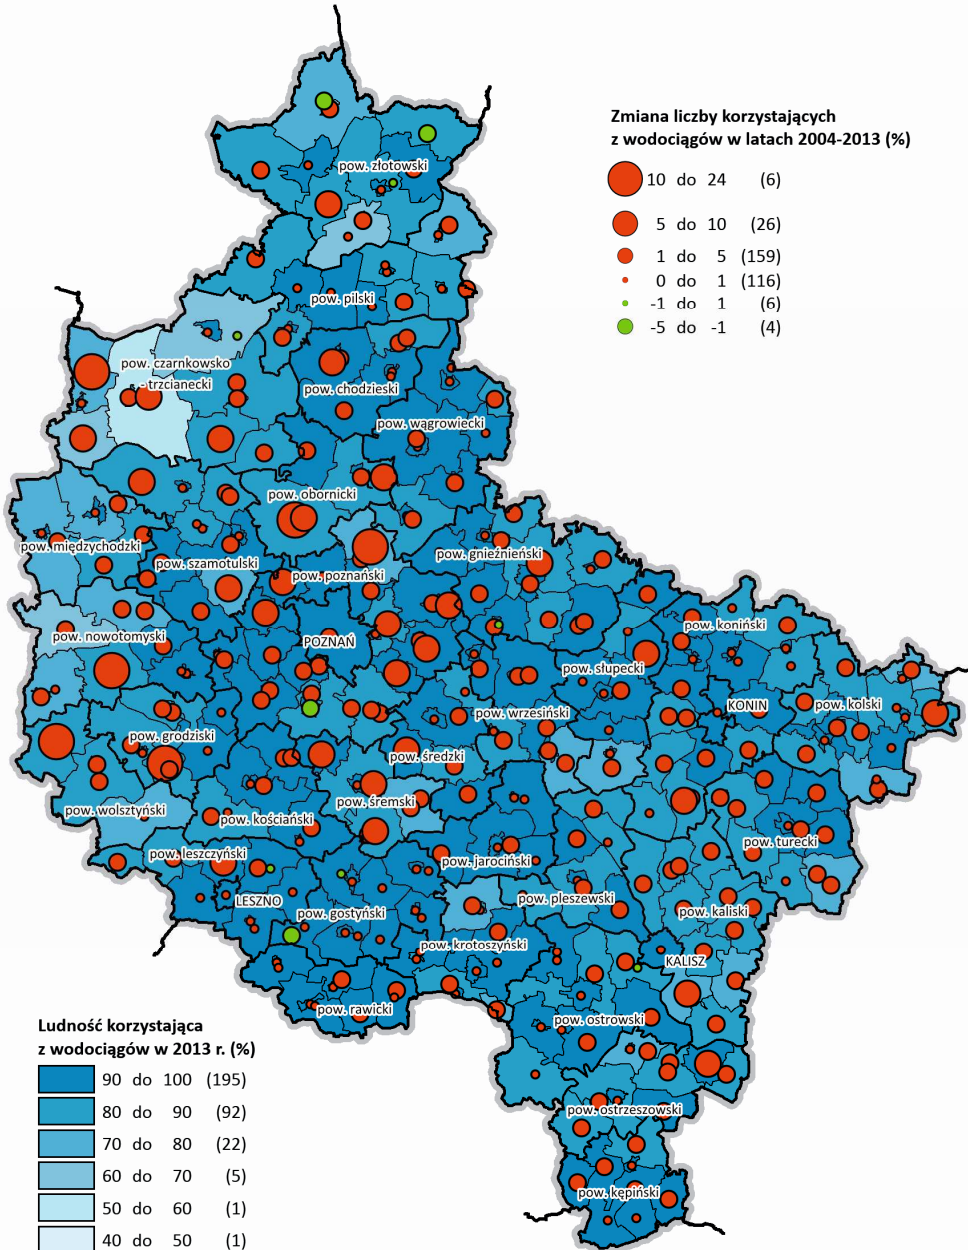 Zmiana liczby korzystających
z wodociągów w latach 2004-2013 (%)
10 do 24 (6)
5 do 10 (26)
1 do 5 (159)
0 do 1 (116)
-1 do 1 (6)
-5 do -1 (4)
pow. złotowski
pow. pilski
pow. czarnkowsko
- trzcianecki
pow. chodzieski
pow. wągrowiecki
pow. obornicki
pow. międzychodzki
pow. szamotulski
pow. gnieźnieński
pow. poznański
pow. nowotomyski
POZNAŃ
pow. koniński
pow. słupecki
pow. wrzesiński
KONIN
pow. kolski
pow. grodziski
pow. średzki
pow. śremski
pow. wolsztyński
pow. kościański
pow. turecki
pow. leszczyński
pow. jarociński
LESZNO
pow. gostyński
pow. pleszewski
pow. kaliski
pow. krotoszyński
KALISZ
pow. rawicki
pow. ostrowski
pow. ostrzeszowski
pow. kępiński
Ludność korzystająca
z wodociągów w 2013 r. (%)
90 do 100 (195)
80 do 90 (92)
70 do 80 (22)
60 do 70 (5)
50 do 60 (1)
40 do 50 (1)